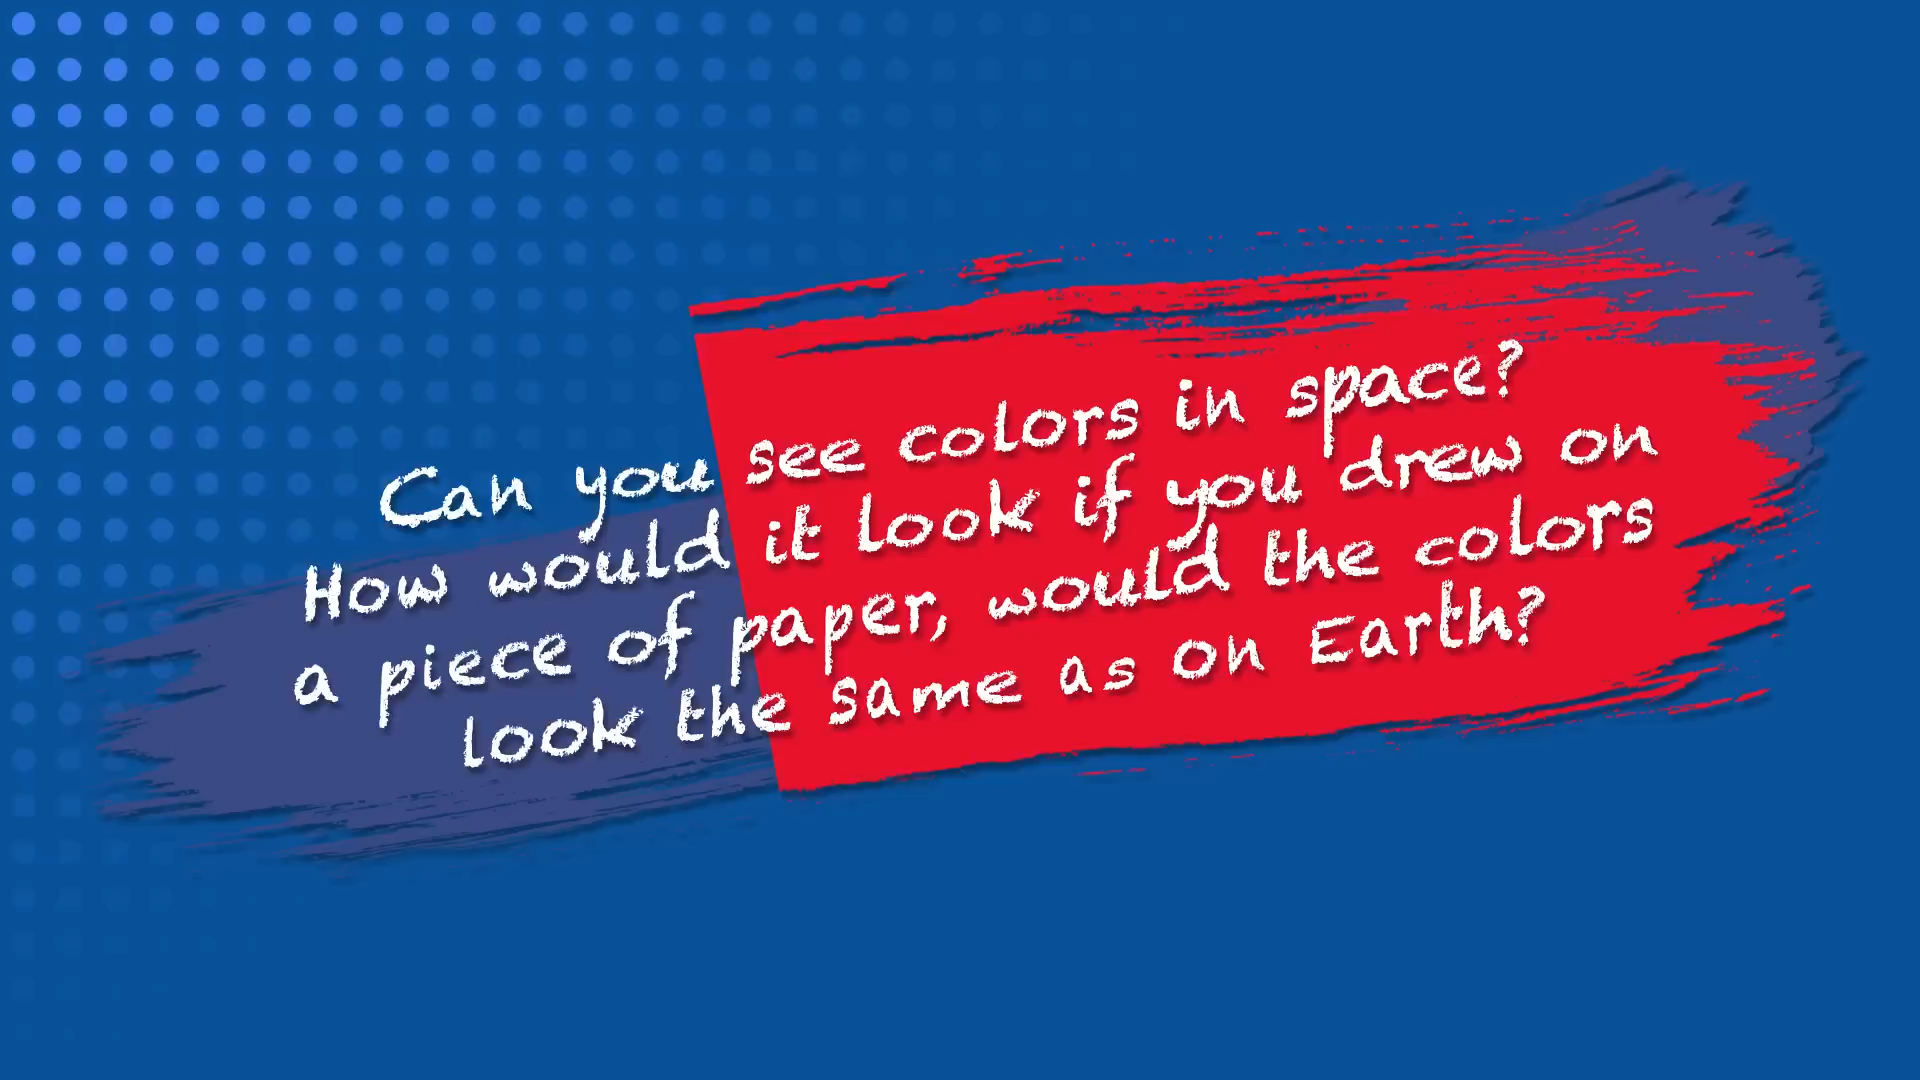 Can you see colors in space?
How would it look if you drew on
a piece of paper, would the colors
look the same as on Earth?